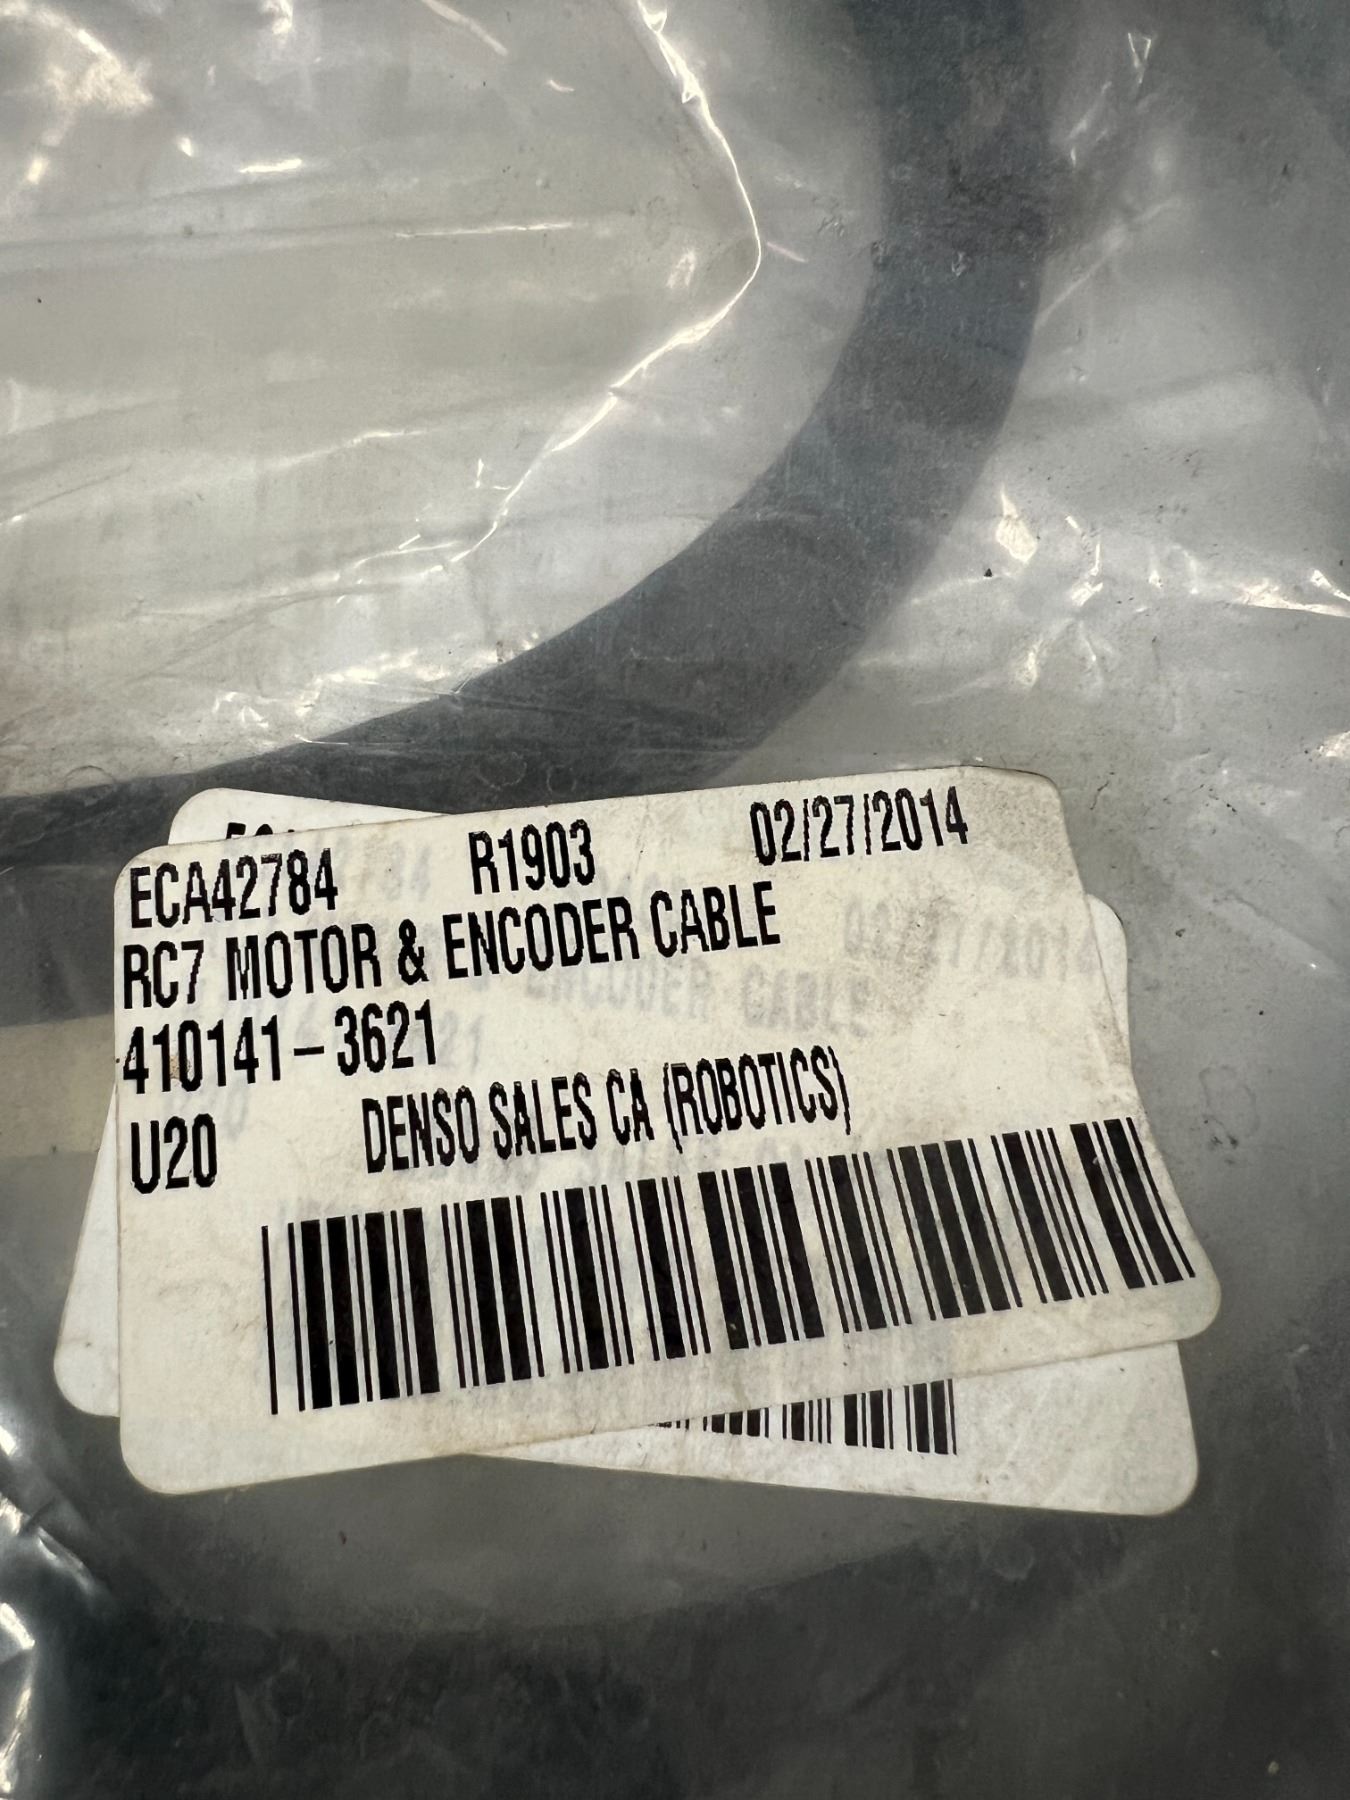 ECA42784 R1903 02/27/2014
RC7 MOTOR & ENCODER CABLE
410141-3621
U20 DENSO SALES CA (ROBOTICS)